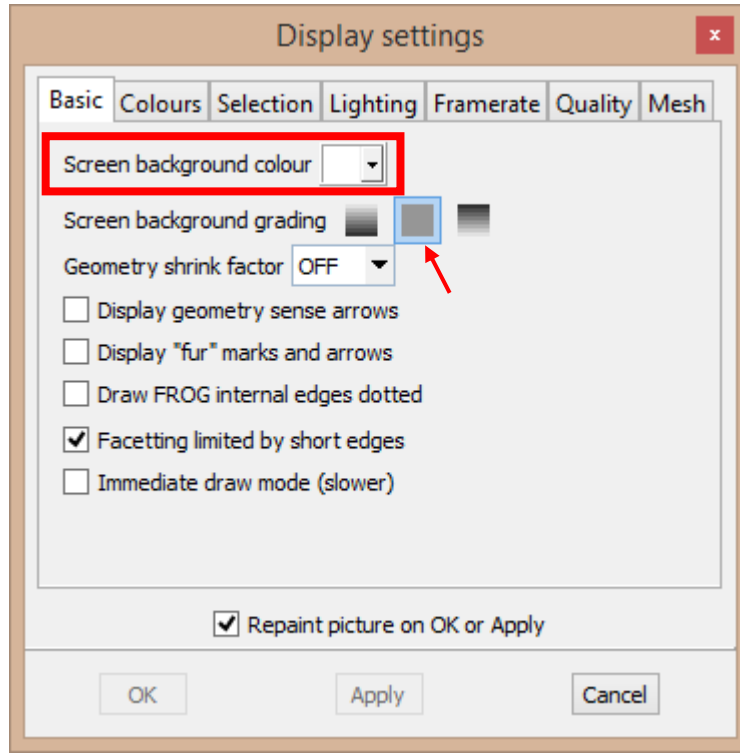 Display settings
x
Basic Colours Selection Lighting Framerate Quality Mesh
Screen background colour
Screen background grading
Geometry shrink factor OFF
Display geometry sense arrows
Display "fur" marks and arrows
Draw FROG internal edges dotted
Facetting limited by short edges
Immediate draw mode (slower)
Repaint picture on OK or Apply
OK Apply Cancel